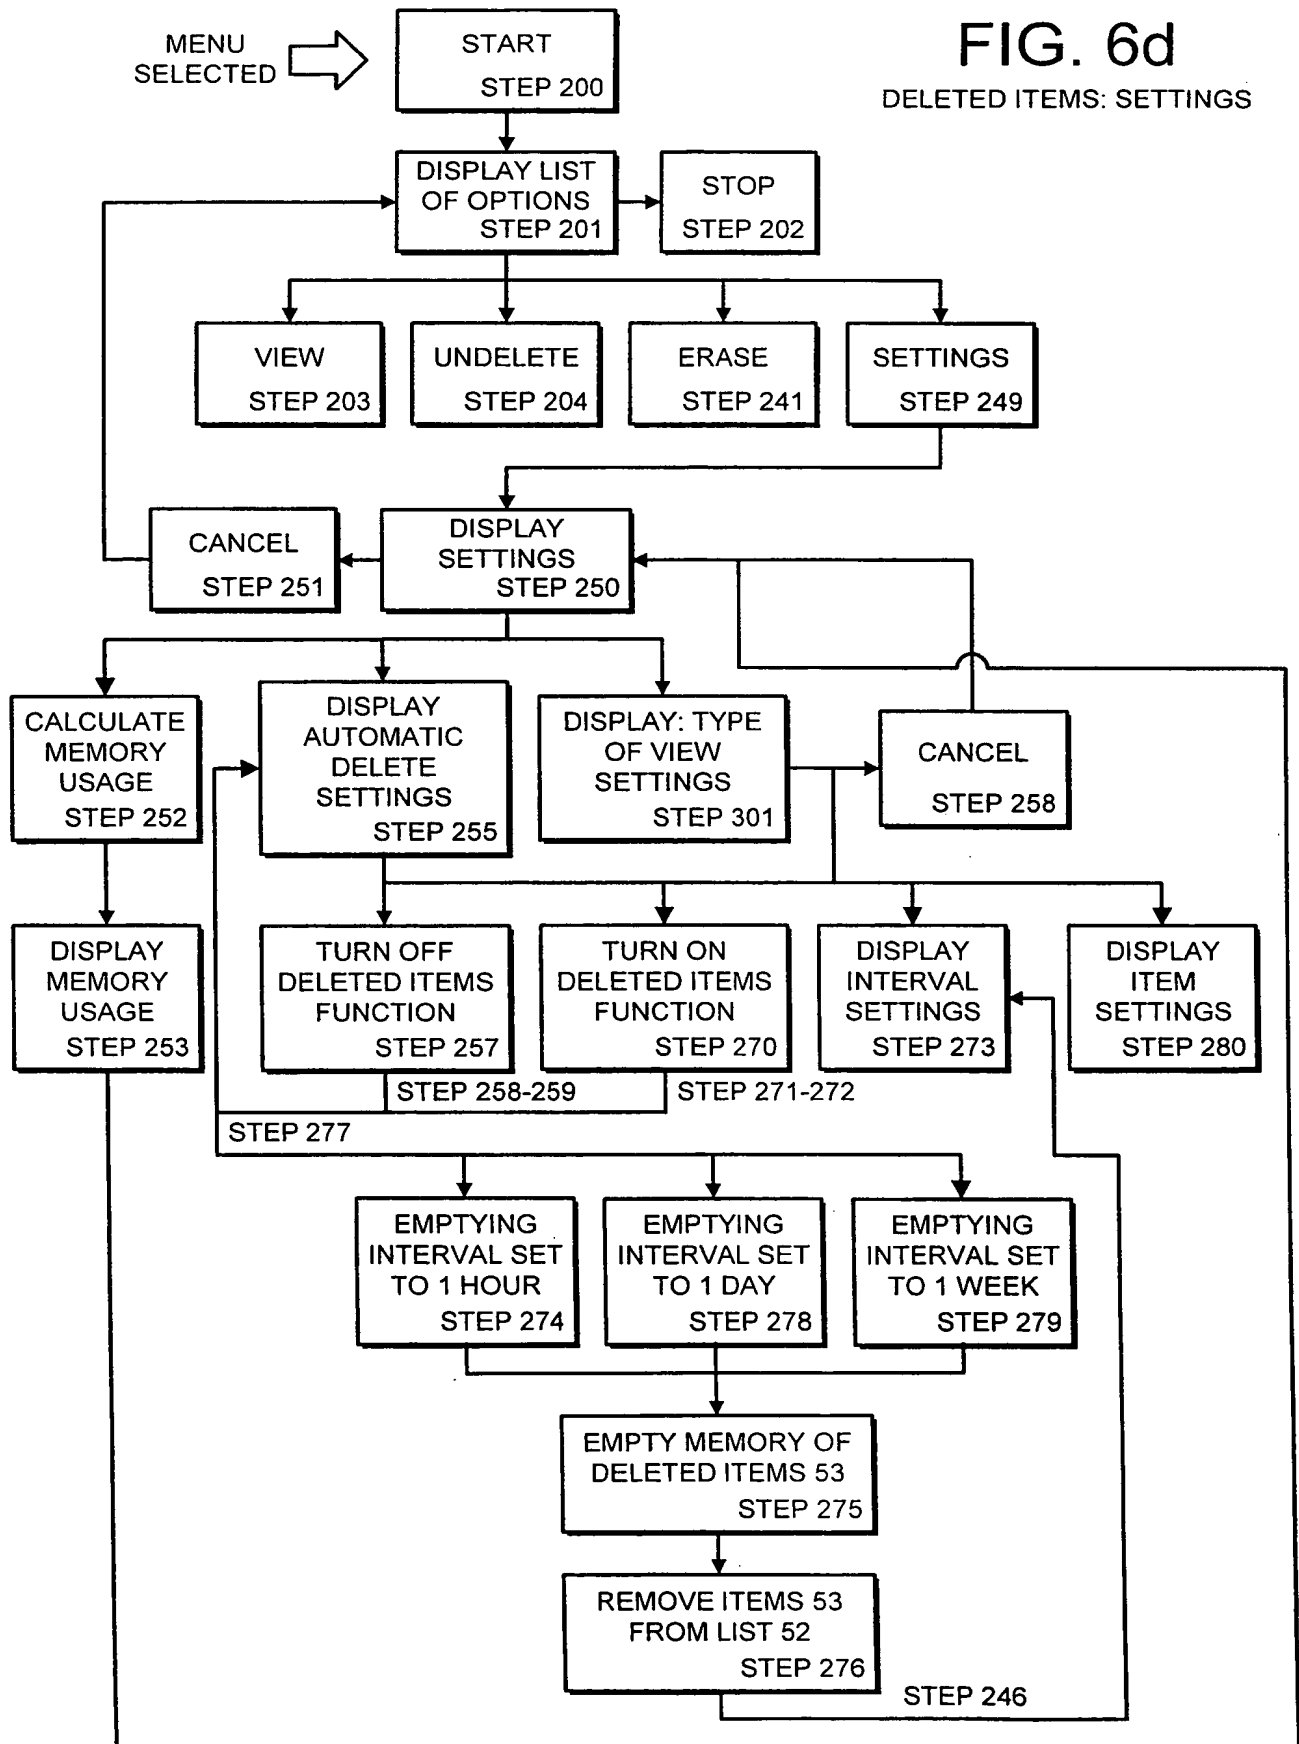 FIG. 6d
DELETED ITEMS: SETTINGS
MENU
SELECTED
START
STEP 200
DISPLAY LIST
OF OPTIONS
STEP 201
STOP
STEP 202
VIEW
STEP 203
UNDELETE
STEP 204
ERASE
STEP 241
SETTINGS
STEP 249
CANCEL
STEP 251
DISPLAY
SETTINGS
STEP 250
CALCULATE
MEMORY
USAGE
STEP 252
DISPLAY
AUTOMATIC
DELETE
SETTINGS
STEP 255
DISPLAY: TYPE
OF VIEW
SETTINGS
STEP 301
CANCEL
STEP 258
DISPLAY
MEMORY
USAGE
STEP 253
TURN OFF
DELETED ITEMS
FUNCTION
STEP 257
TURN ON
DELETED ITEMS
FUNCTION
STEP 270
DISPLAY
INTERVAL
SETTINGS
STEP 273
DISPLAY
ITEM
SETTINGS
STEP 280
STEP 258-259
STEP 271-272
STEP 277
EMPTYING
INTERVAL SET
TO 1 HOUR
STEP 274
EMPTYING
INTERVAL SET
TO 1 DAY
STEP 278
EMPTYING
INTERVAL SET
TO 1 WEEK
STEP 279
EMPTY MEMORY OF
DELETED ITEMS 53
STEP 275
REMOVE ITEMS 53
FROM LIST 52
STEP 276
STEP 246